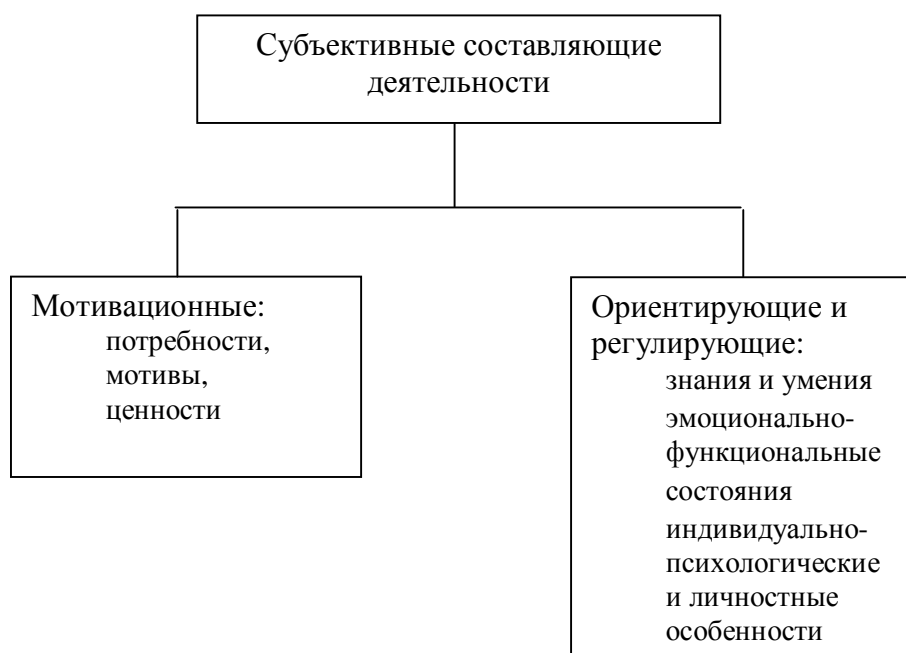 Субъективные составляющие
деятельности
Мотивационные:
потребности,
мотивы,
ценности
Ориентирующие и
регулирующие:
знания и умения
эмоционально-
функциональные
состояния
индивидуально-
психологические
и личностные
особенности